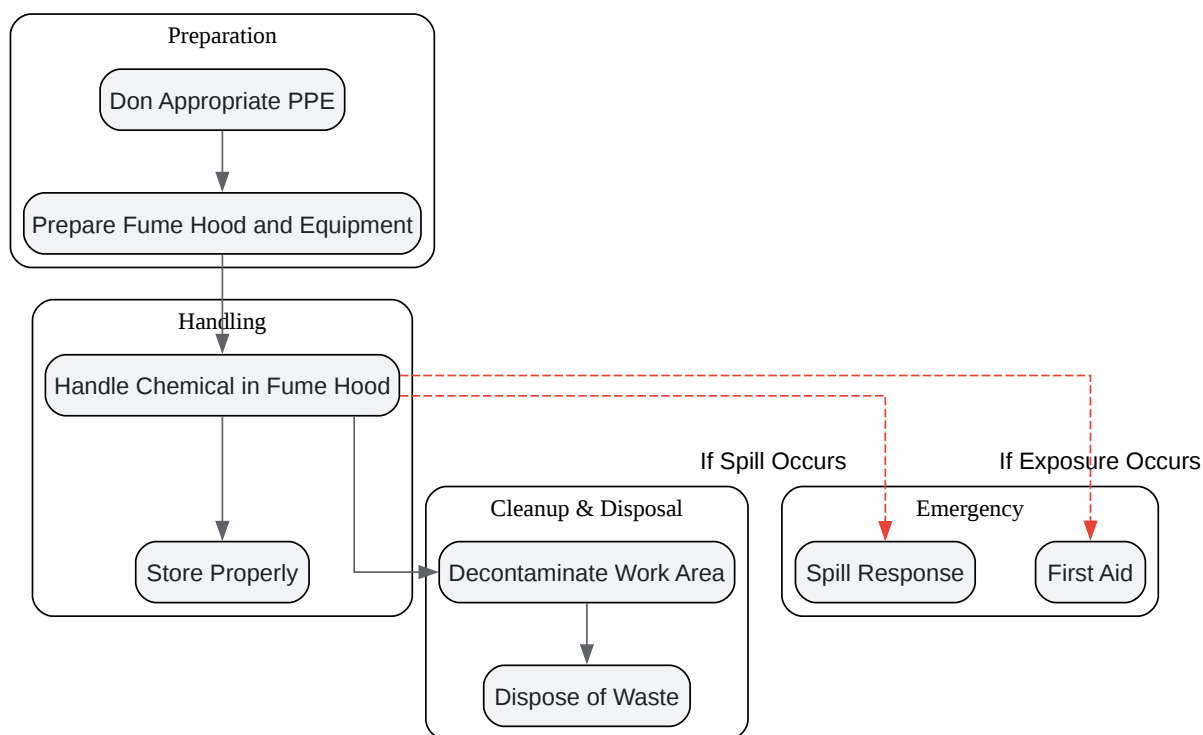 Preparation
Don Appropriate PPE
Prepare Fume Hood and Equipment
Handling
Handle Chemical in Fume Hood
If Spill Occurs
If Exposure Occurs
Cleanup & Disposal
Emergency
Store Properly
Decontaminate Work Area
Spill Response
First Aid
Dispose of Waste